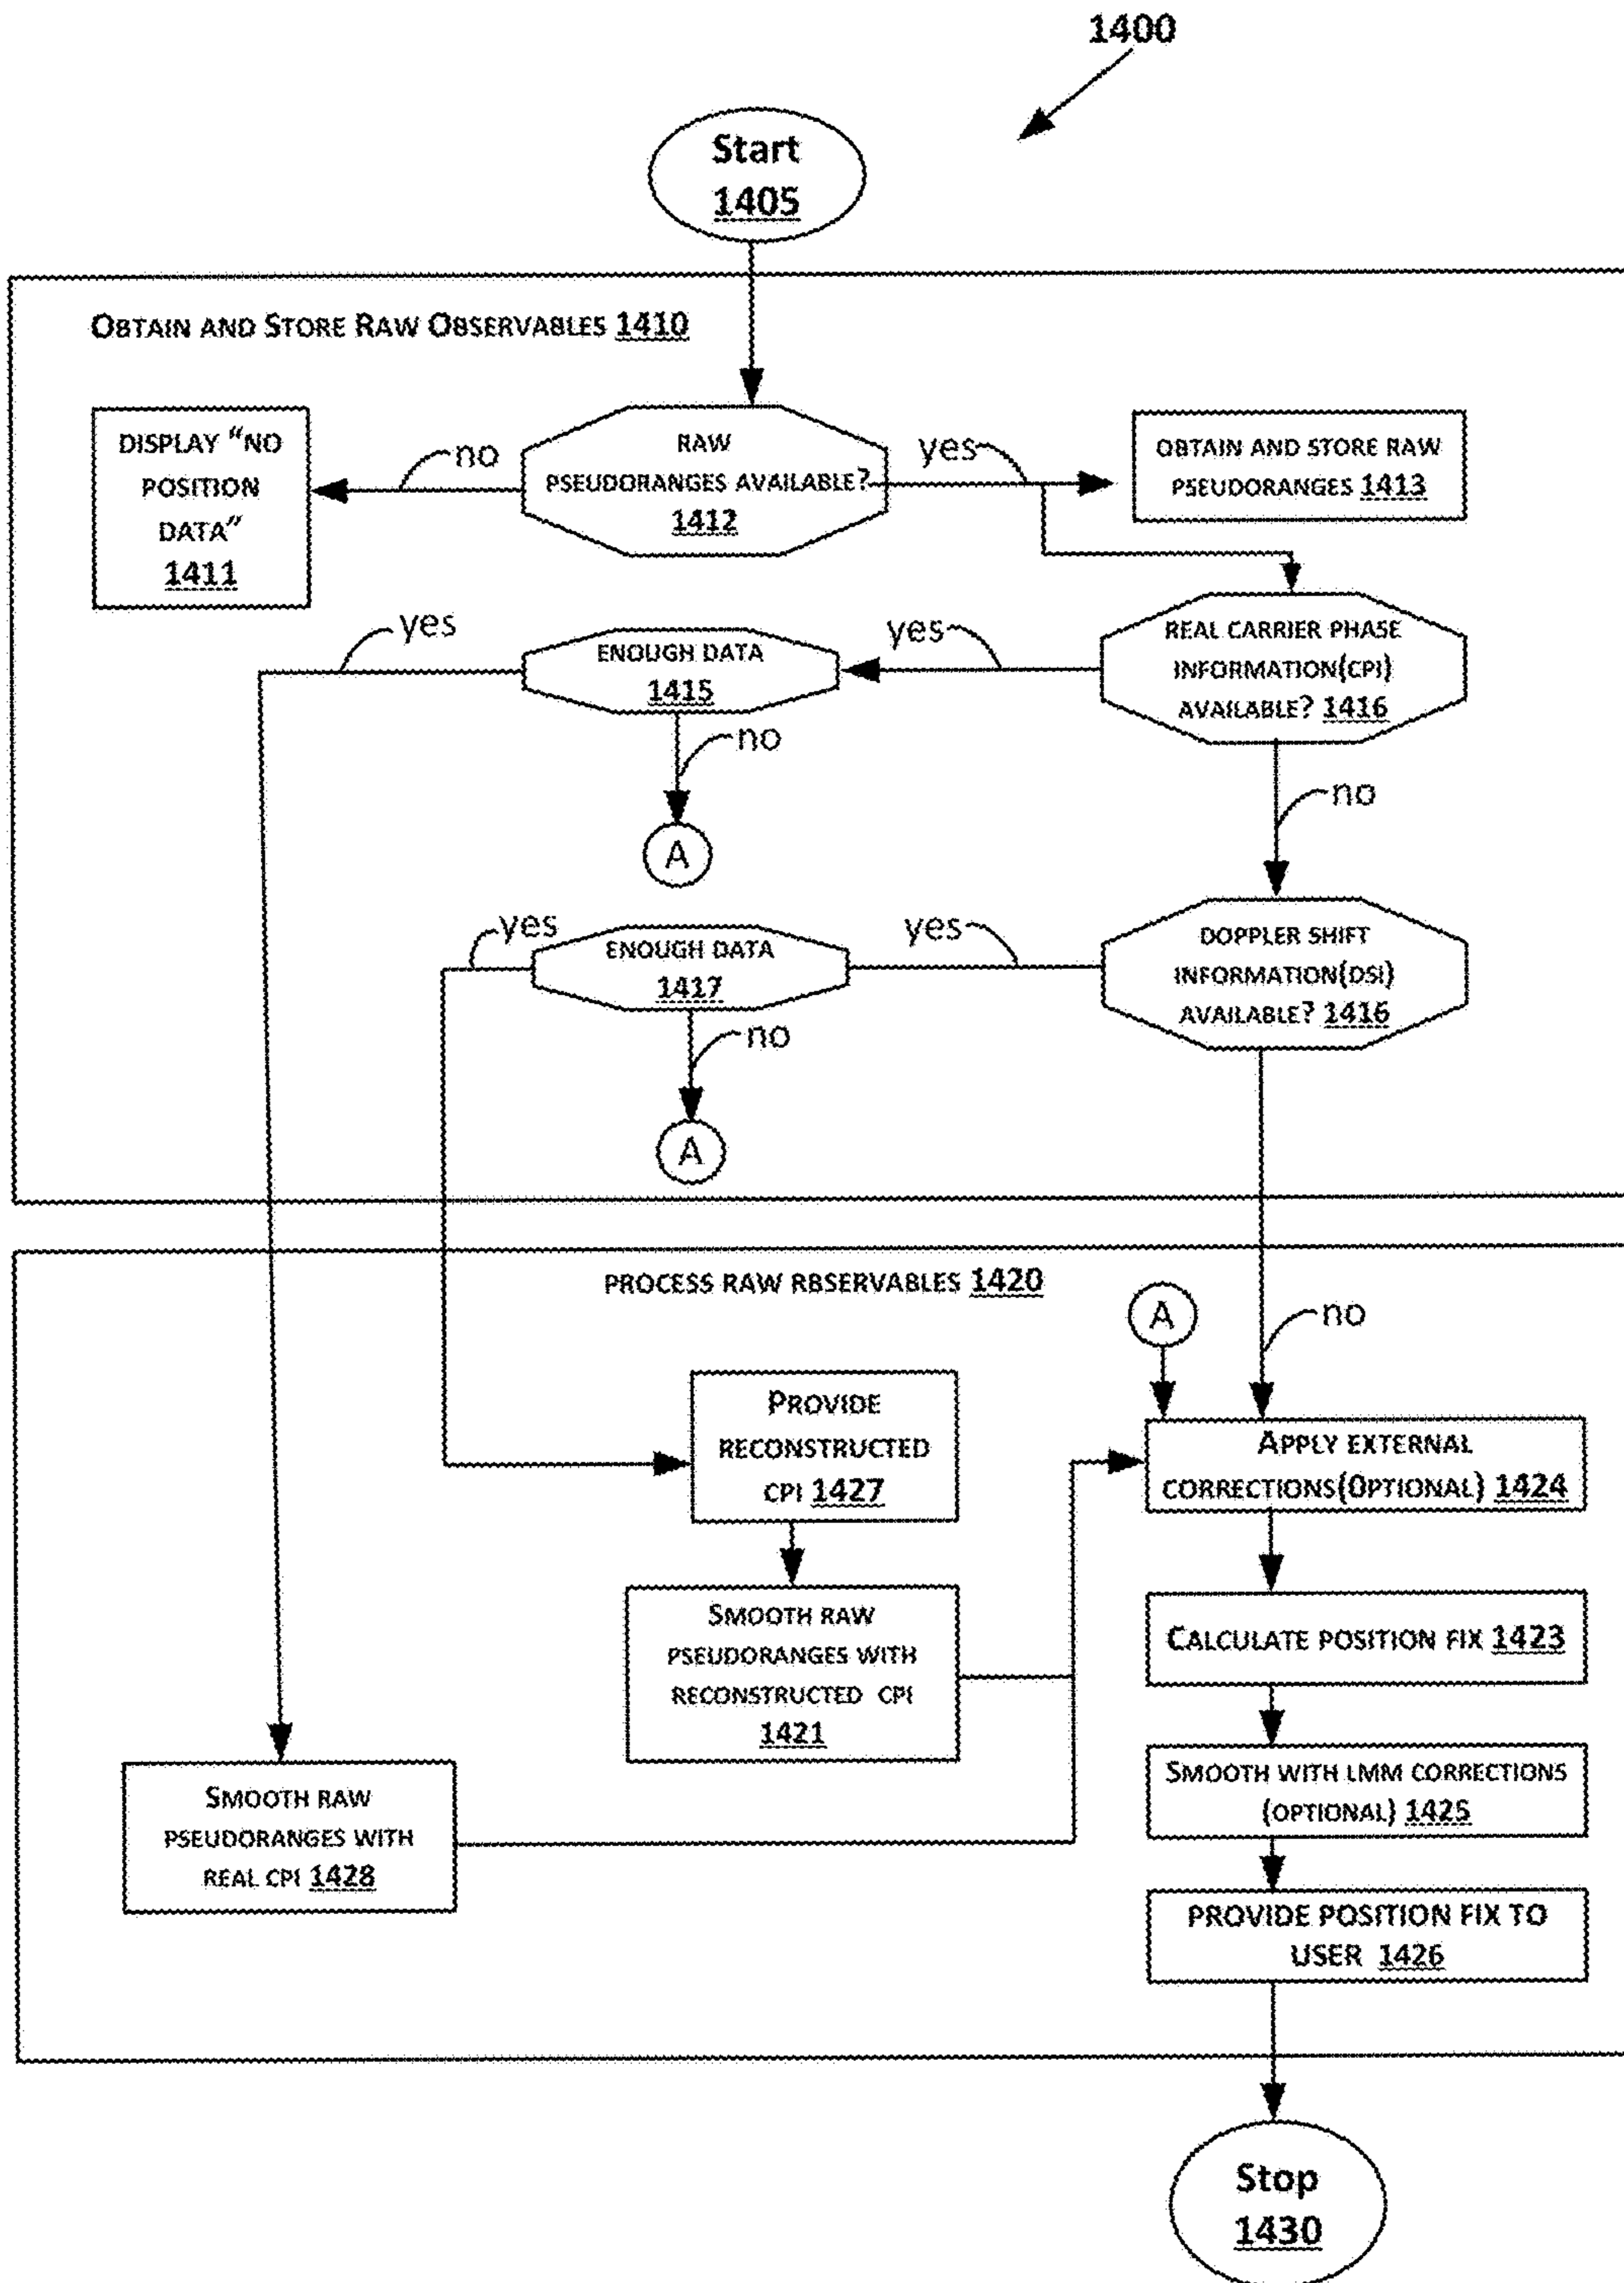 1400
Start
1405
OBTAIN AND STORE RAW OBSERVABLES 1410
DISPLAY "NO
POSITION
DATA"
1411
no
RAW
PSEUDORANGES AVAILABLE?
1412
yes
OBTAIN AND STORE RAW
PSEUDORANGES 1413
yes
ENOUGH DATA
1415
yes
REAL CARRIER PHASE
INFORMATION(CPI)
AVAILABLE? 1416
no
no
A
yes
ENOUGH DATA
1417
yes
DOPPLER SHIFT
INFORMATION(DSI)
AVAILABLE? 1416
no
A
PROCESS RAW RBSERVABLES 1420
A
no
PROVIDE
RECONSTRUCTED
CPI 1427
APPLY EXTERNAL
CORRECTIONS(OPTIONAL) 1424
SMOOTH RAW
PSEUDORANGES WITH
RECONSTRUCTED CPI
1421
CALCULATE POSITION FIX 1423
SMOOTH RAW
PSEUDORANGES WITH
REAL CPI 1428
SMOOTH WITH LMM CORRECTIONS
(OPTIONAL) 1425
PROVIDE POSITION FIX TO
USER 1426
Stop
1430